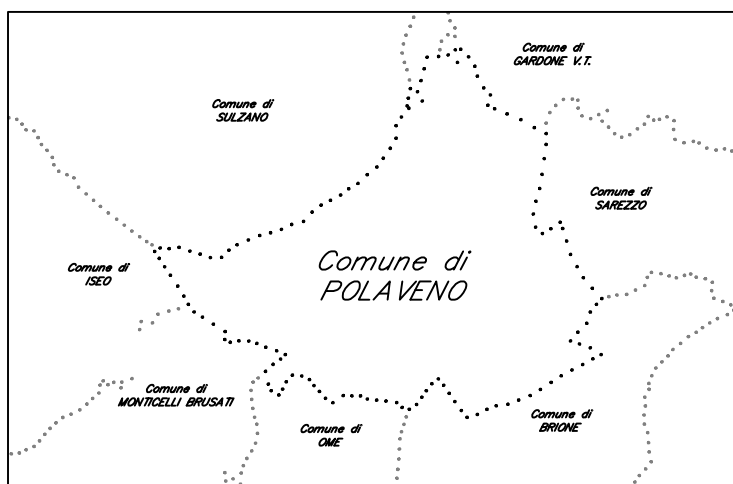 Comune di
GARDONE V.T.
Comune di
SULZANO
Comune di
SAREZZO
Comune di
POLAVENO
Comune di
ISEO
Comune di
MONTICELLI BRUSATI
Comune di
OME
Comune di
BRIONE